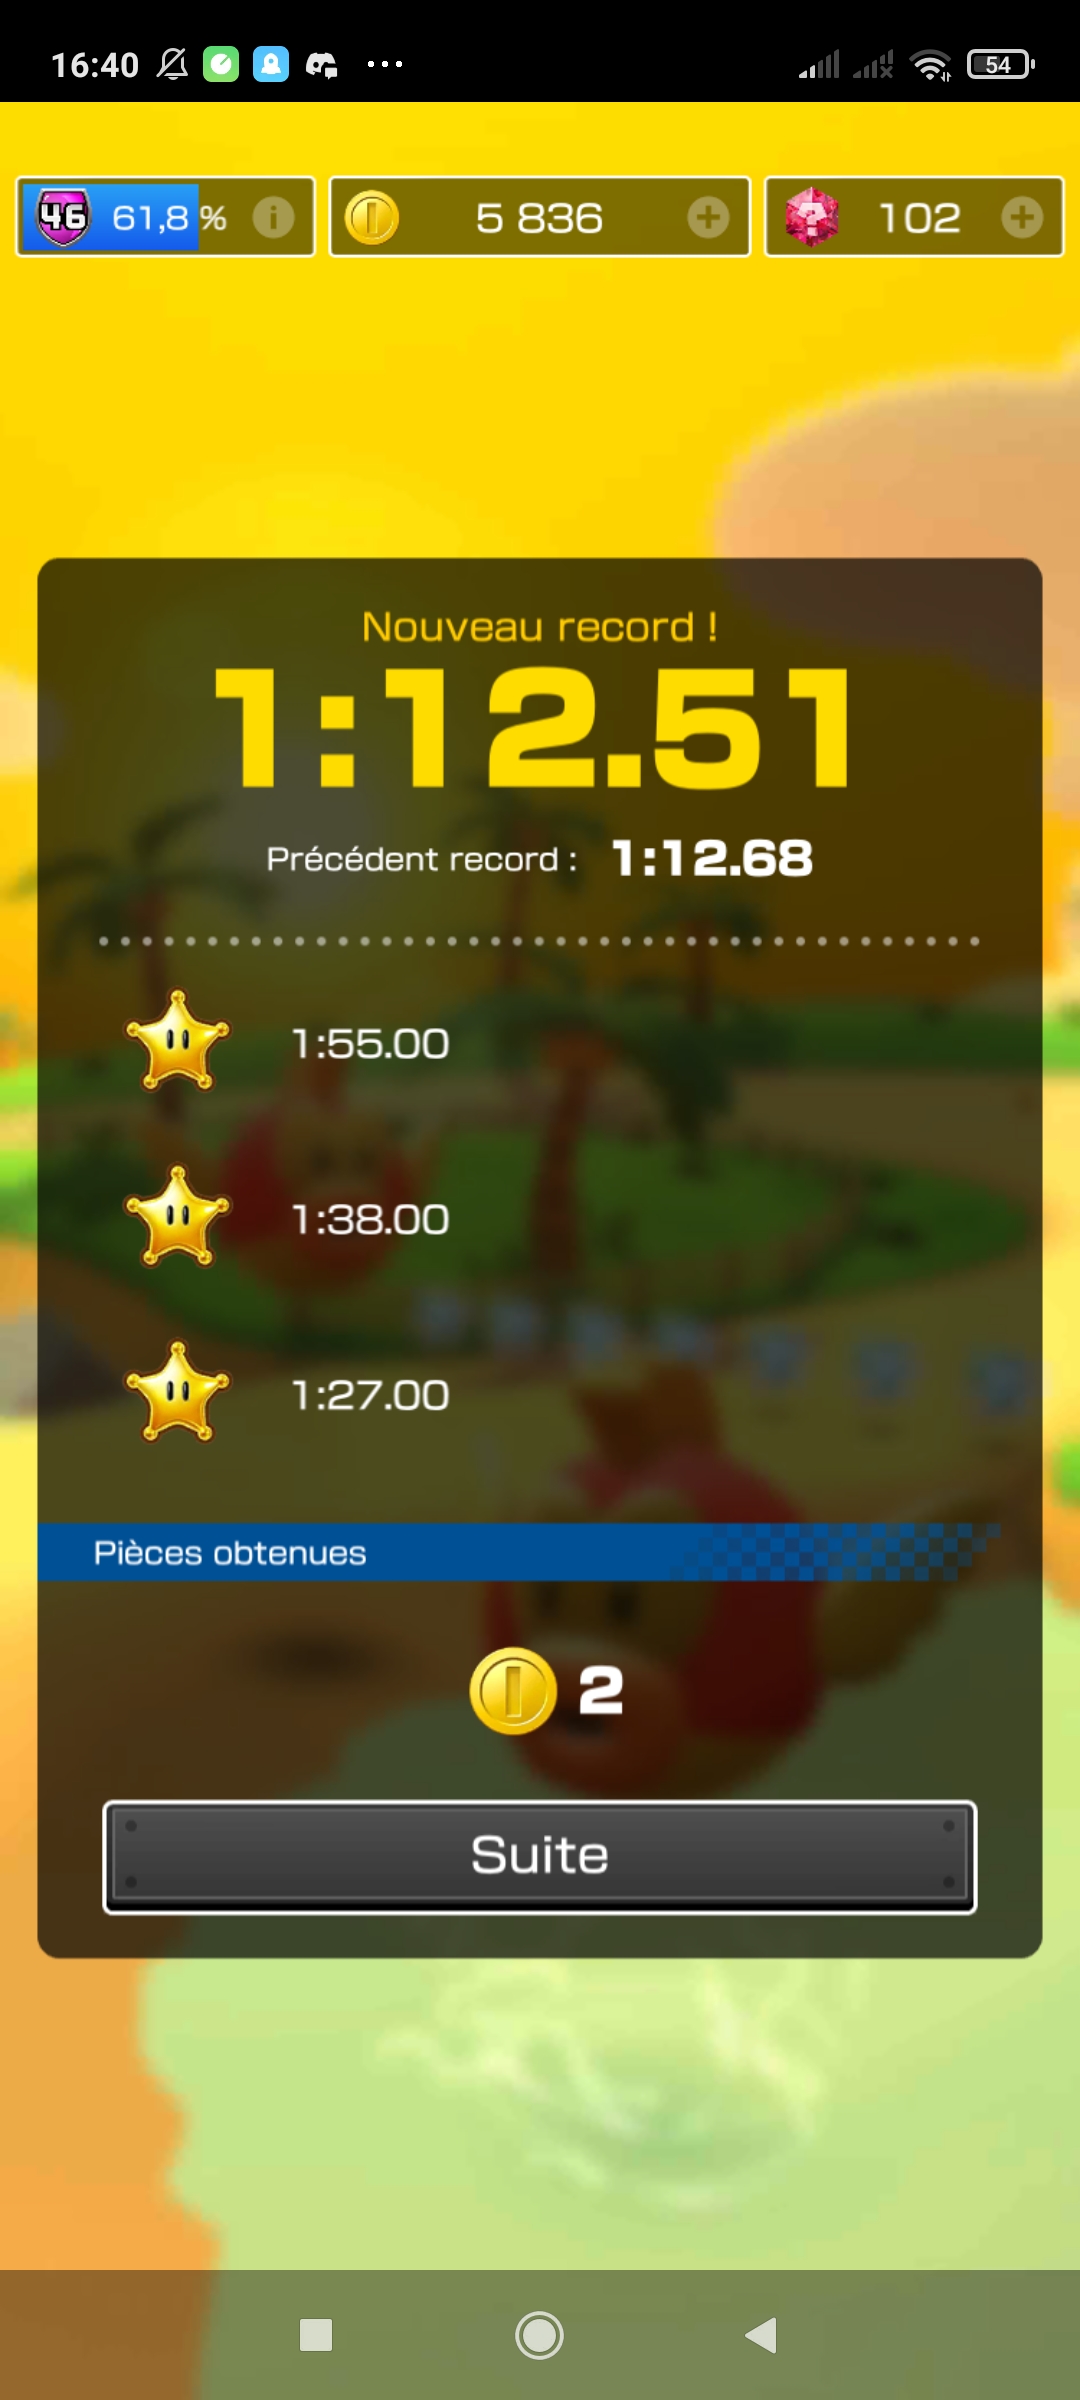 16:40
54
46 61,8 %
5 836
102
Nouveau record !
1:12.51
Précédent record : 1:12.68
1:55.00
1:38.00
1:27.00
Pièces obtenues
2
Suite